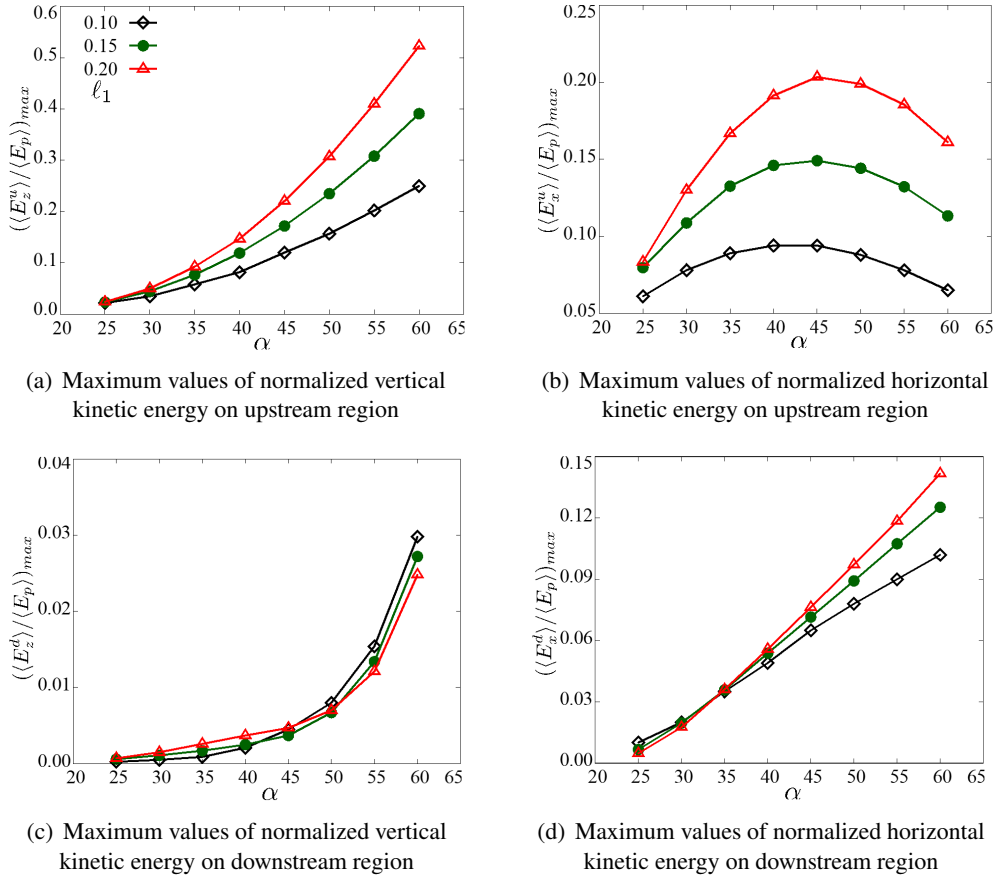 0.6
0.5
0.4
0.3
0.2
0.1
0.0
20 25 30 35 40 45 50 55 60 65
α
(⟨E_z^u⟩/⟨E_p⟩)_{max}
0.10
0.15
0.20
ℓ_1
(a) Maximum values of normalized vertical
kinetic energy on upstream region
0.25
0.20
0.15
0.10
0.05
20 25 30 35 40 45 50 55 60 65
α
(⟨E_x^u⟩/⟨E_p⟩)_{max}
(b) Maximum values of normalized horizontal
kinetic energy on upstream region
0.04
0.03
0.02
0.01
0.00
20 25 30 35 40 45 50 55 60 65
α
(⟨E_z^d⟩/⟨E_p⟩)_{max}
(c) Maximum values of normalized vertical
kinetic energy on downstream region
0.15
0.12
0.09
0.06
0.03
0.00
20 25 30 35 40 45 50 55 60 65
α
(⟨E_x^d⟩/⟨E_p⟩)_{max}
(d) Maximum values of normalized horizontal
kinetic energy on downstream region